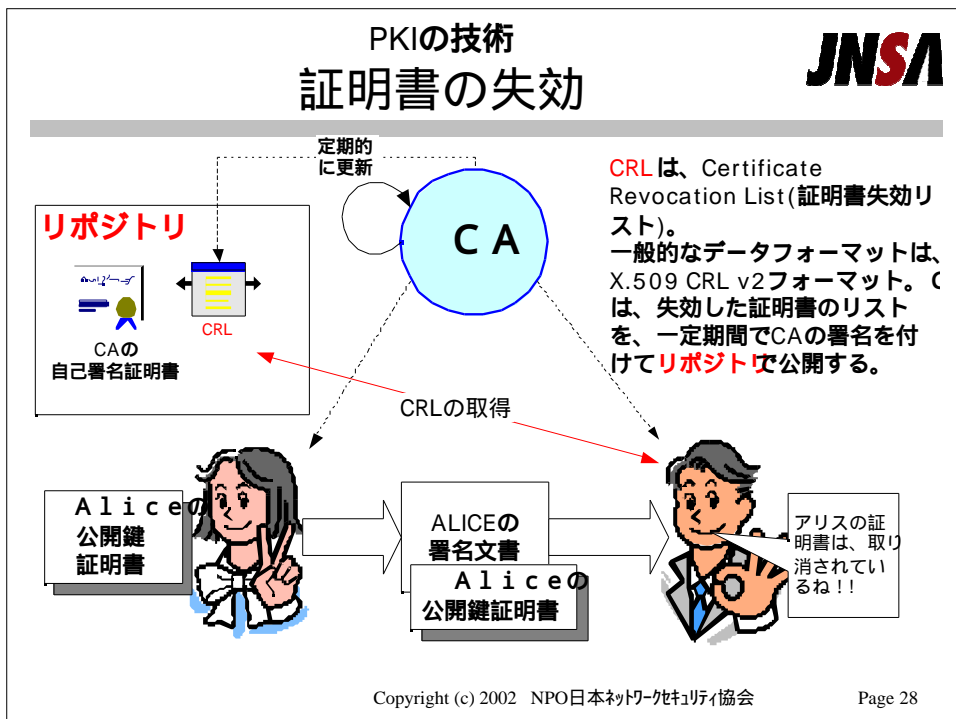 PKIの技術
証明書の失効
JNSA
定期的
に更新
CA
リポジトリ
CRL
CAの
自己署名証明書
CRLは、Certificate
Revocation List(証明書失効リ
スト)。
一般的なデータフォーマットは、
X.509 CRL v2フォーマット。
は、失効した証明書のリスト
を、一定期間でCAの署名を付
けてリポジトリで公開する。
CRLの取得
Aliceの
公開鍵
証明書
ALICEの
署名文書
Aliceの
公開鍵証明書
アリスの証
明書は、取り
消されてい
るね!!
Copyright (c) 2002 NPO日本ネットワークセキュリティ協会
Page 28